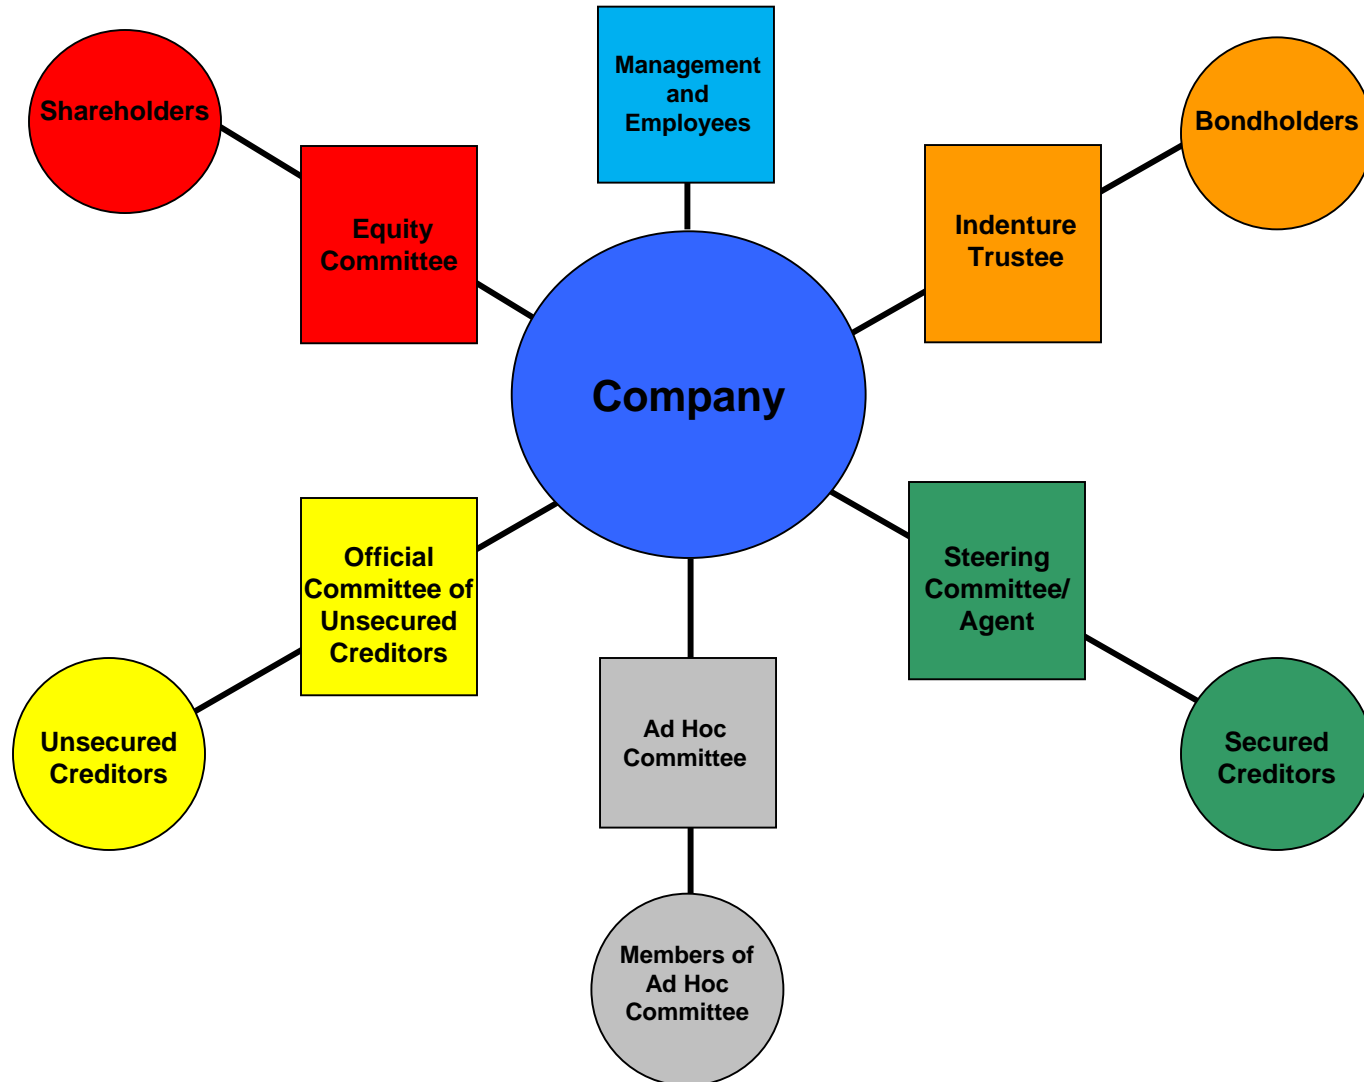 Management
and
Employees
Shareholders
Bondholders
Equity
Committee
Indenture
Trustee
Company
Official
Committee of
Unsecured
Creditors
Steering
Committee/
Agent
Ad Hoc
Committee
Unsecured
Creditors
Secured
Creditors
Members of
Ad Hoc
Committee